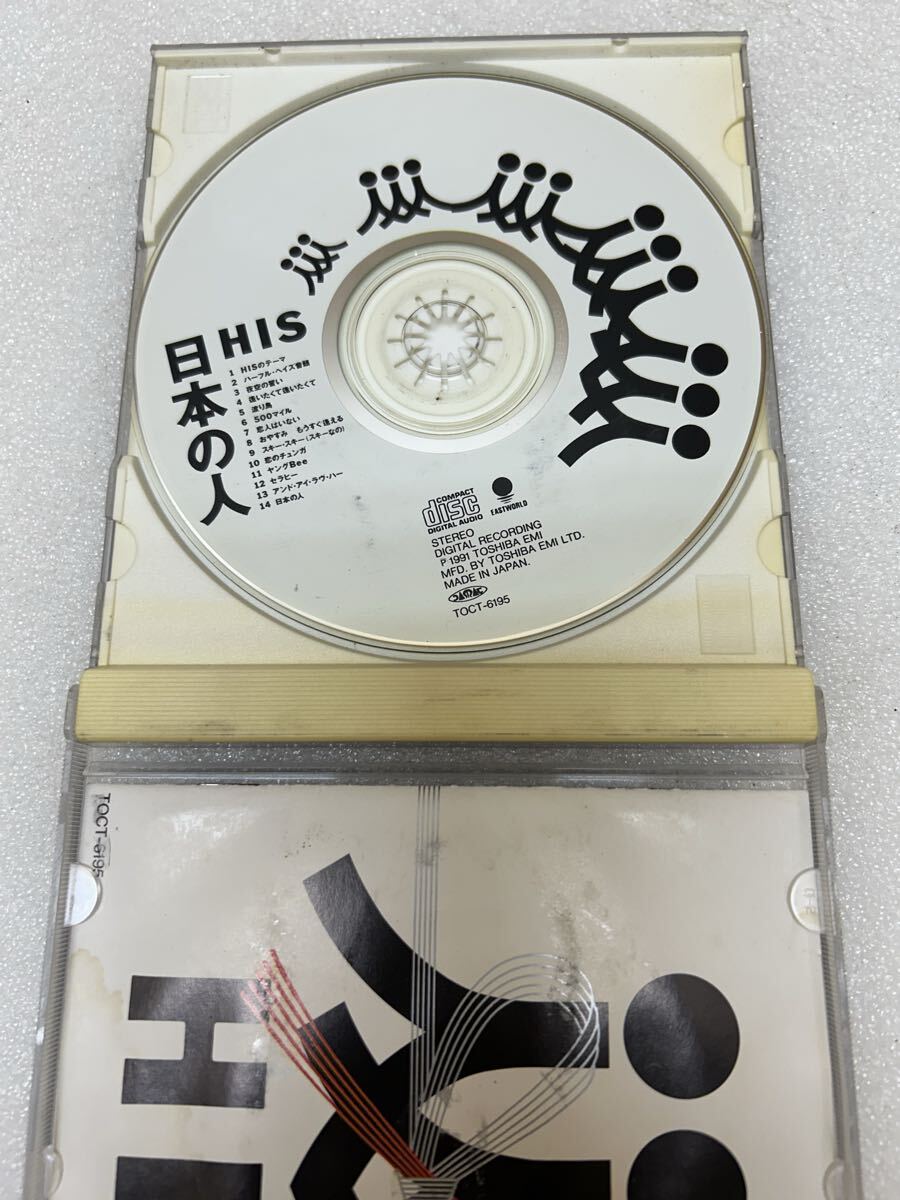 HIS
日本の人
1 HISのテーマ
2 パープル・ヘイズ音頭
3 夜空の誓い
4 逢いたくて逢いたくて
5 渡り鳥
6 500マイル
7 恋人はいない
8 おやすみ もうすぐ逢える
9 スキー・スキー(スキーなの)
10 恋のチュンガ
11 ヤングBee
12 セラピー
13 アンド・アイ・ラヴ・ハー
14 日本の人
COMPACT
disc
DIGITAL AUDIO
EASTWORLD
STEREO
DIGITAL RECORDING
℗ 1991 TOSHIBA EMI
MFD. BY TOSHIBA EMI LTD.
MADE IN JAPAN.
TOCT-6195
TOCT-6195
H